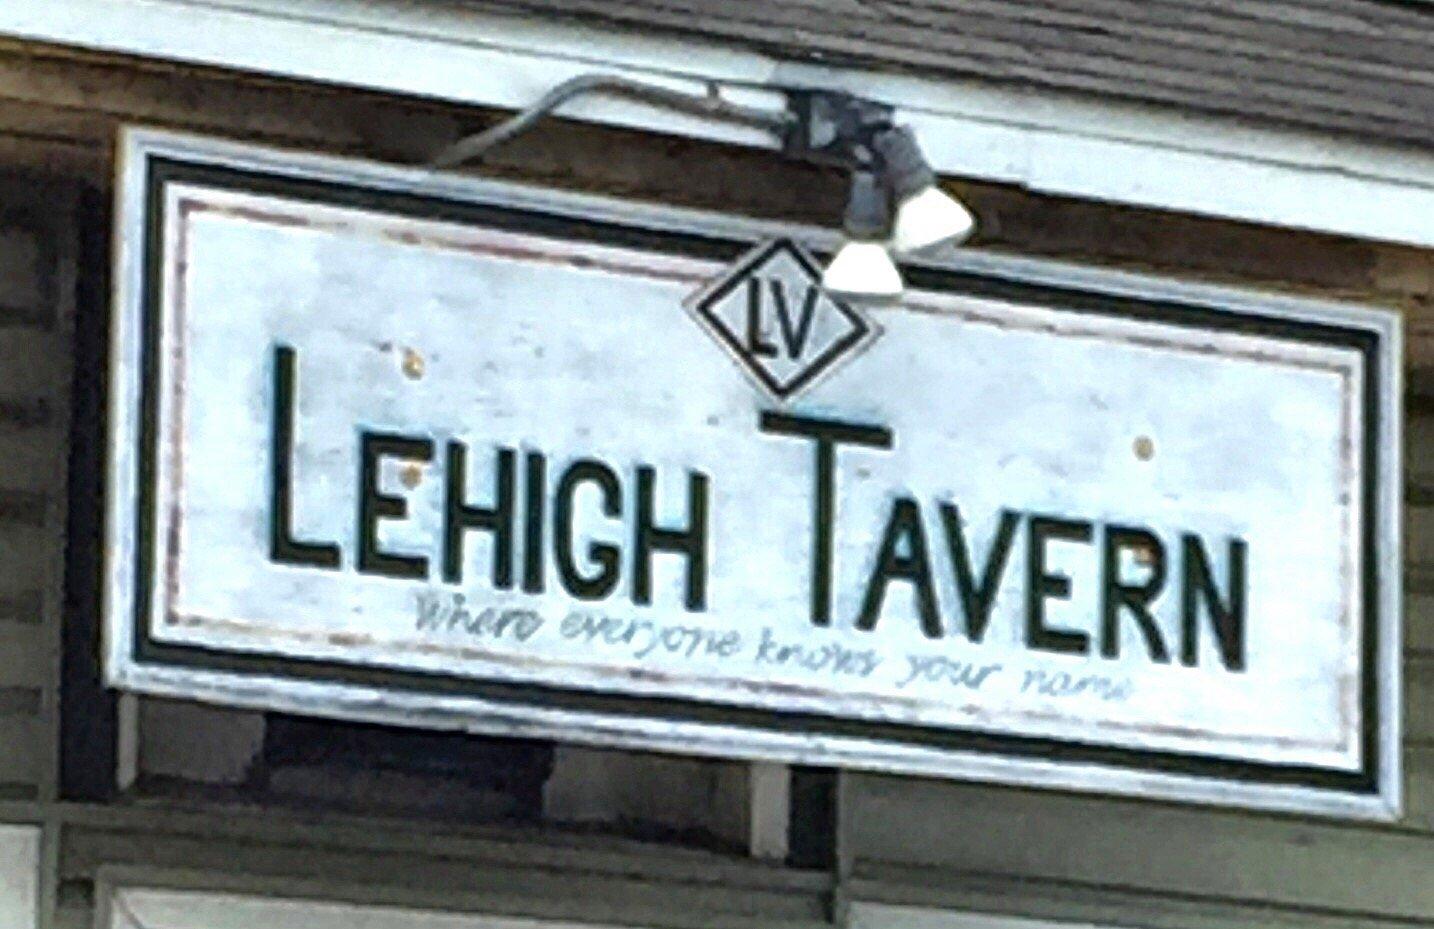 LV
LEHIGH TAVERN
Where everyone knows your name